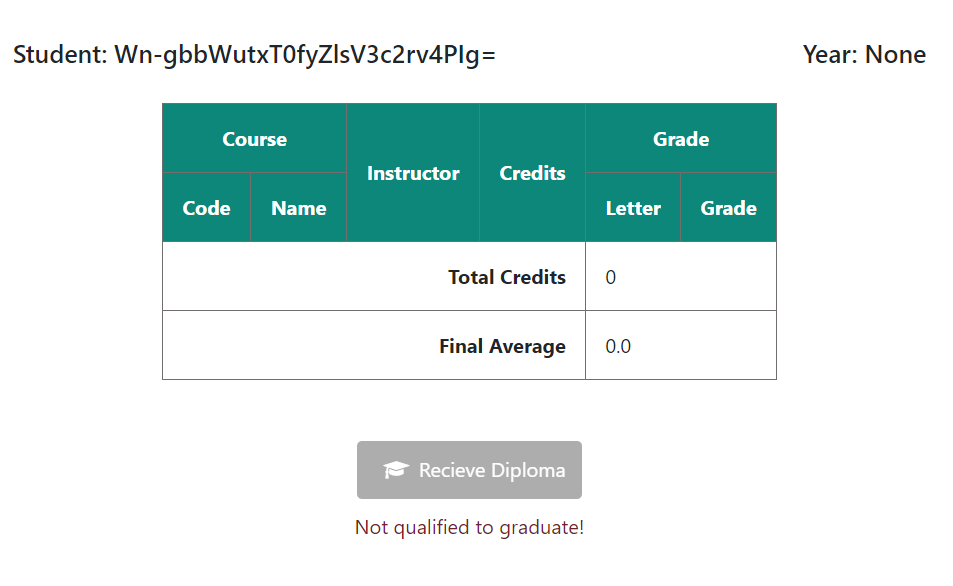 Student: Wn-gbbWutxT0fyZlsV3c2rv4PIg= Year: None
Course Instructor Credits Grade
Code Name Letter Grade
Total Credits 0
Final Average 0.0
Recieve Diploma
Not qualified to graduate!